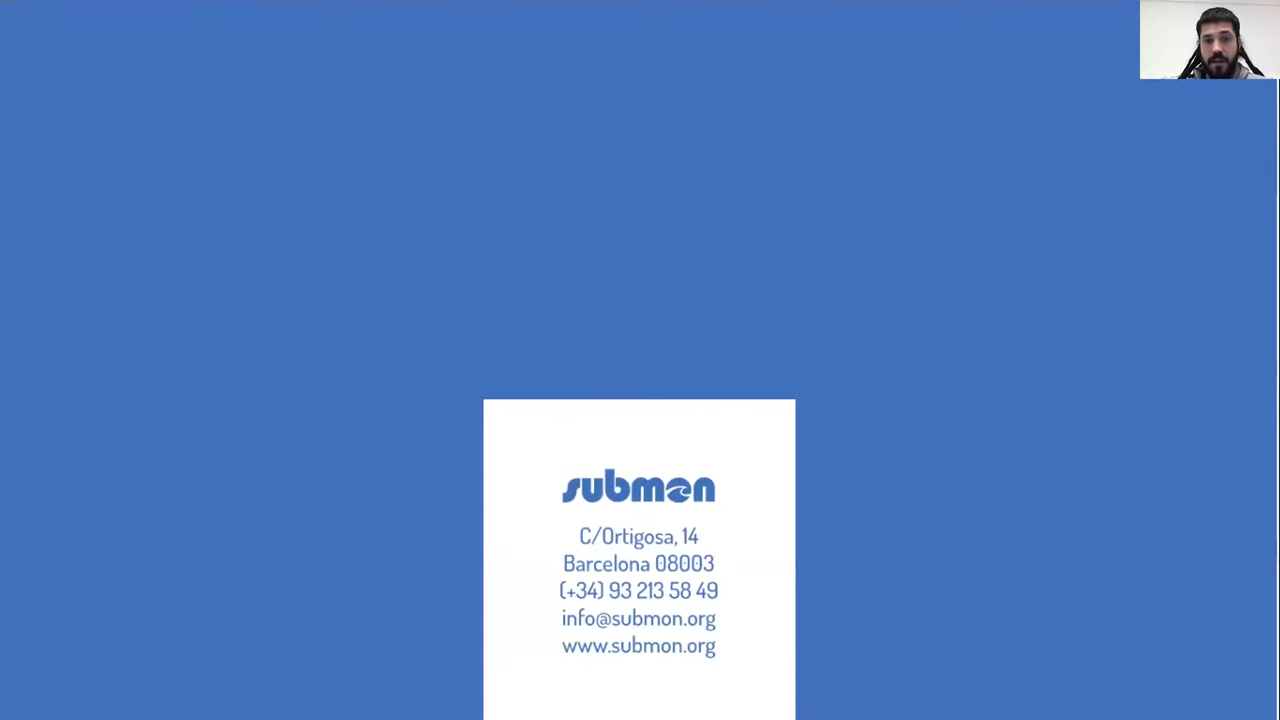 submon
C/Ortigosa, 14
Barcelona 08003
(+34) 93 213 58 49
info@submon.org
www.submon.org